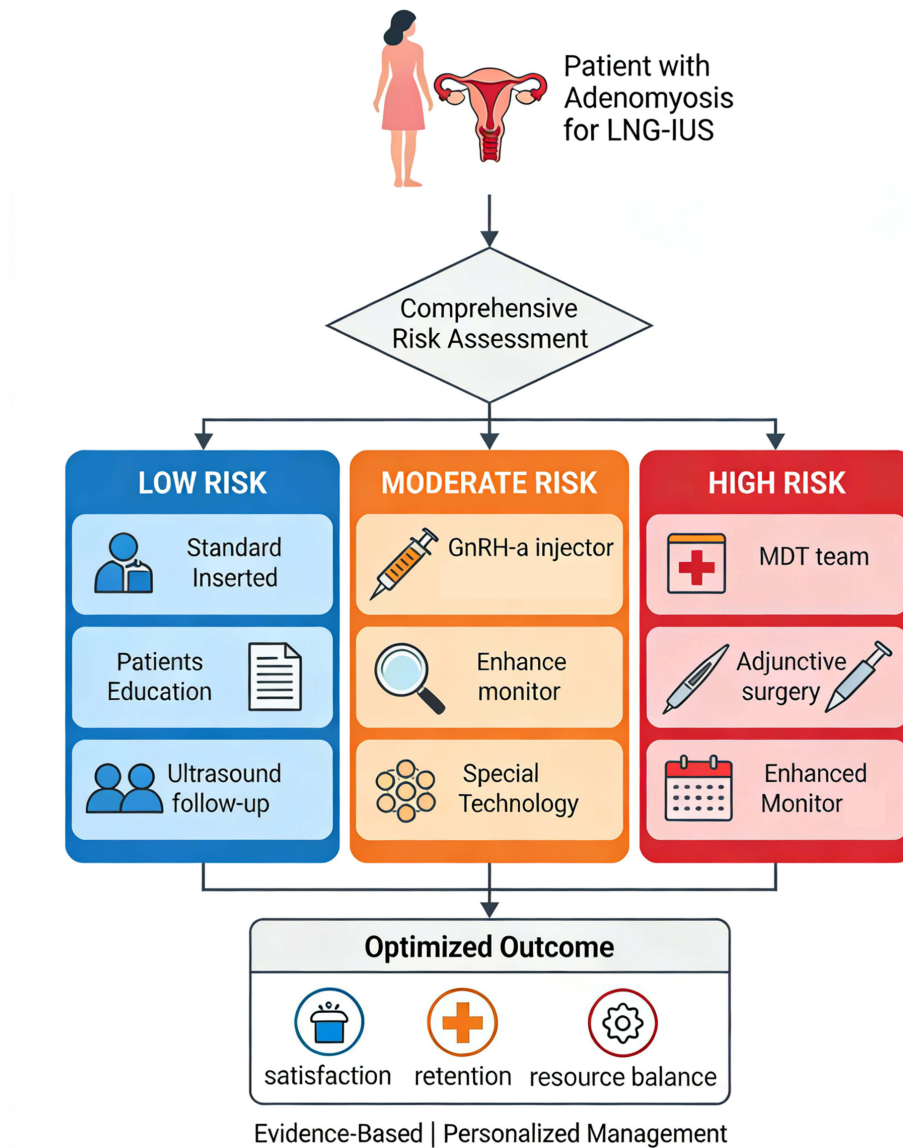 Patient with
Adenomyosis
for LNG-IUS
Comprehensive
Risk Assessment
LOW RISK
Standard
Inserted
Patients
Education
Ultrasound
follow-up
MODERATE RISK
GnRH-a injector
Enhance
monitor
Special
Technology
HIGH RISK
MDT team
Adjunctive
surgery
Enhanced
Monitor
Optimized Outcome
satisfaction
retention
resource balance
Evidence-Based | Personalized Management